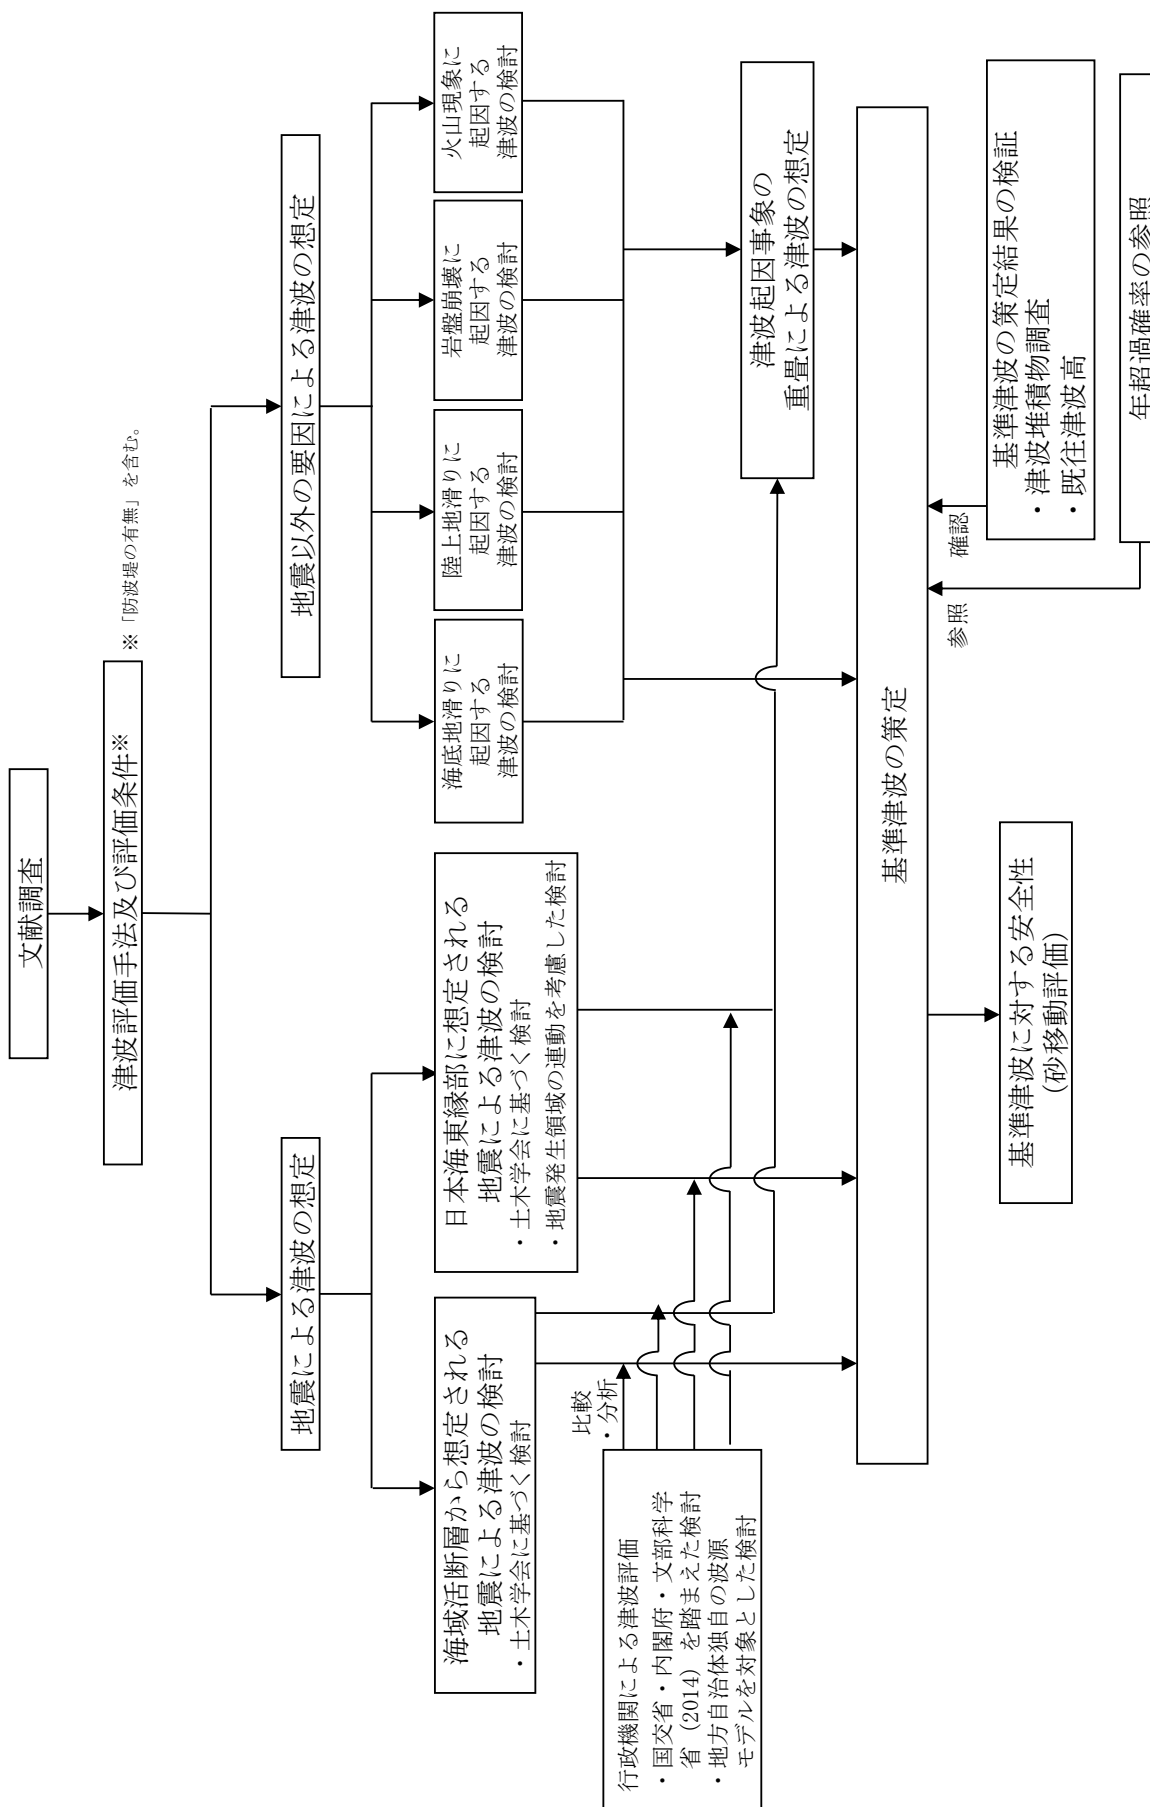 文献調査
津波評価手法及び評価条件※
※「防波堤の有無」を含む。
地震による津波の想定
地震以外の要因による津波の想定
海域活断層から想定される
地震による津波の検討
・土木学会に基づく検討
日本海東縁部に想定される
地震による津波の検討
・土木学会に基づく検討
・地震発生領域の連動を考慮した検討
海底地滑りに
起因する
津波の検討
陸上地滑りに
起因する
津波の検討
岩盤崩壊に
起因する
津波の検討
火山現象に
起因する
津波の検討
行政機関による津波評価
・国交省・内閣府・文部科学
省（2014）を踏まえた検討
・地方自治体独自の波源
モデルを対象とした検討
比較
・分析
津波起因事象の
重畳による津波の想定
基準津波の策定
参照
確認
基準津波に対する安全性
(砂移動評価)
基準津波の策定結果の検証
・津波堆積物調査
・既往津波高
年超過確率の参照